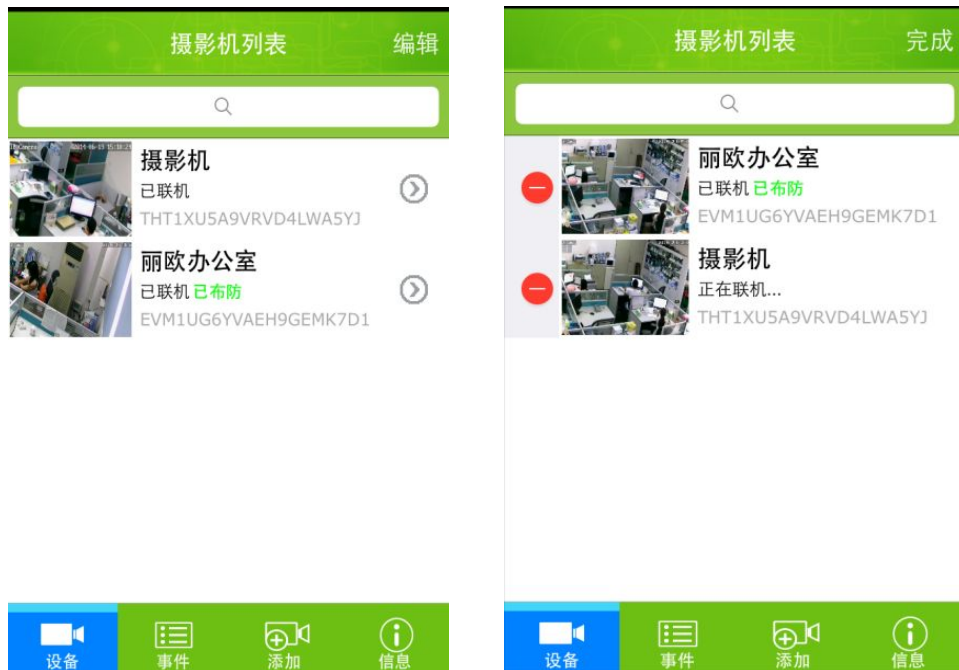 摄影机列表
编辑
摄影机
已联机
THT1XU5A9VRVD4LWA5YJ
丽欧办公室
已联机 已布防
EVM1UG6YVAEH9GEMK7D1
设备
事件
添加
信息
摄影机列表
完成
丽欧办公室
已联机 已布防
EVM1UG6YVAEH9GEMK7D1
摄影机
正在联机...
THT1XU5A9VRVD4LWA5YJ
设备
事件
添加
信息